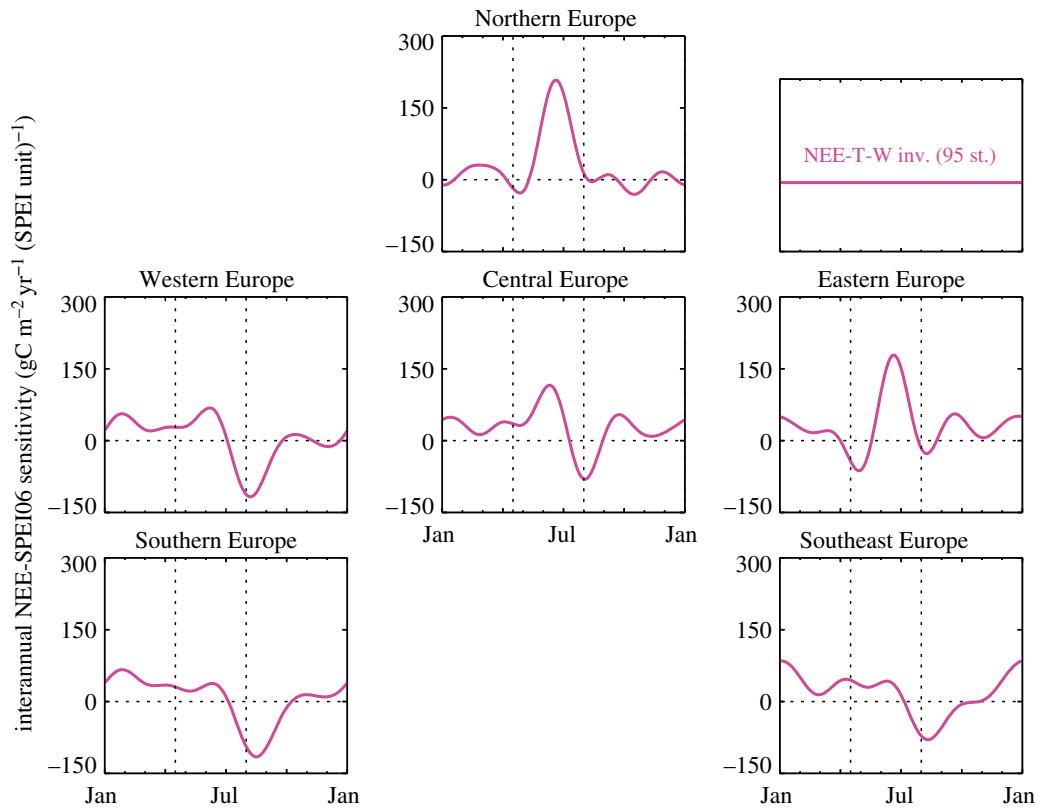 interannual NEE-SPEI06 sensitivity (gC m−2 yr−1 (SPEI unit)−1)
Northern Europe
300
150
0
−150
NEE-T-W inv. (95 st.)
Western Europe
300
150
0
−150
Central Europe
300
150
0
−150
Jan Jul Jan
Eastern Europe
300
150
0
−150
Southern Europe
300
150
0
−150
Jan Jul Jan
Southeast Europe
300
150
0
−150
Jan Jul Jan